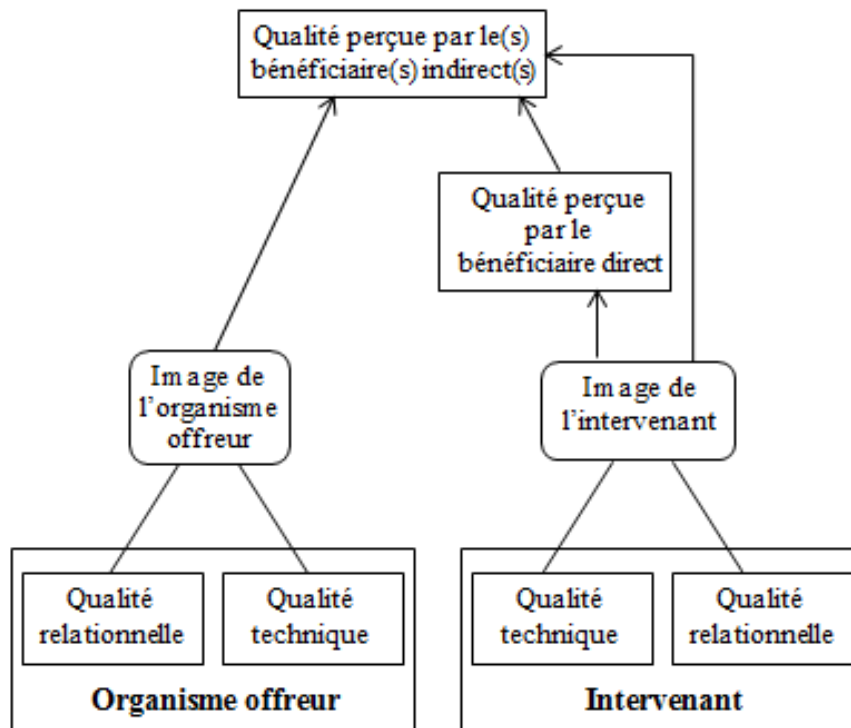 Qualité perçue par le(s)
bénéficiaire(s) indirect(s)
Qualité perçue
par le
bénéficiaire direct
Image de
l'organisme
offreur
Image de
l'intervenant
Qualité
relationnelle
Qualité
technique
Organisme offreur
Qualité
technique
Qualité
relationnelle
Intervenant